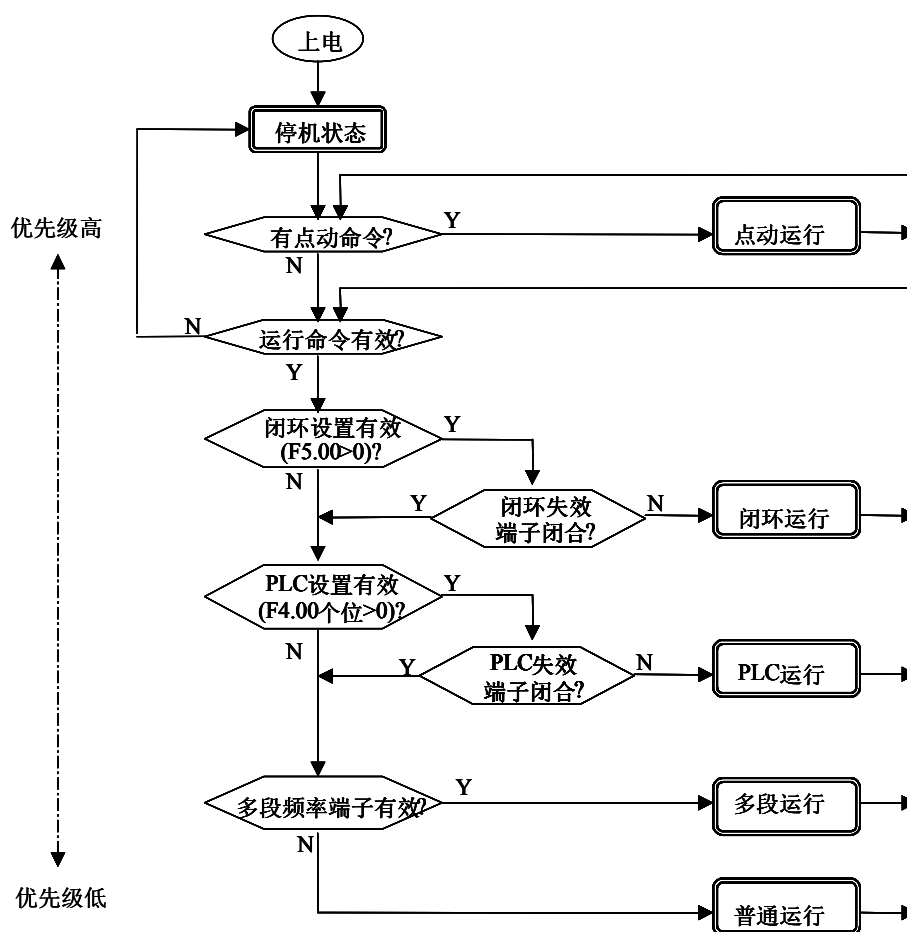 上电
停机状态
优先级高
有点动命令?
Y
点动运行
N
N
运行命令有效?
Y
闭环设置有效
(F5.00>0)?
Y
N
Y
闭环失效
端子闭合?
N
闭环运行
PLC设置有效
(F4.00个位>0)?
Y
N
Y
PLC失效
端子闭合?
N
PLC运行
多段频率端子有效?
Y
多段运行
N
优先级低
普通运行